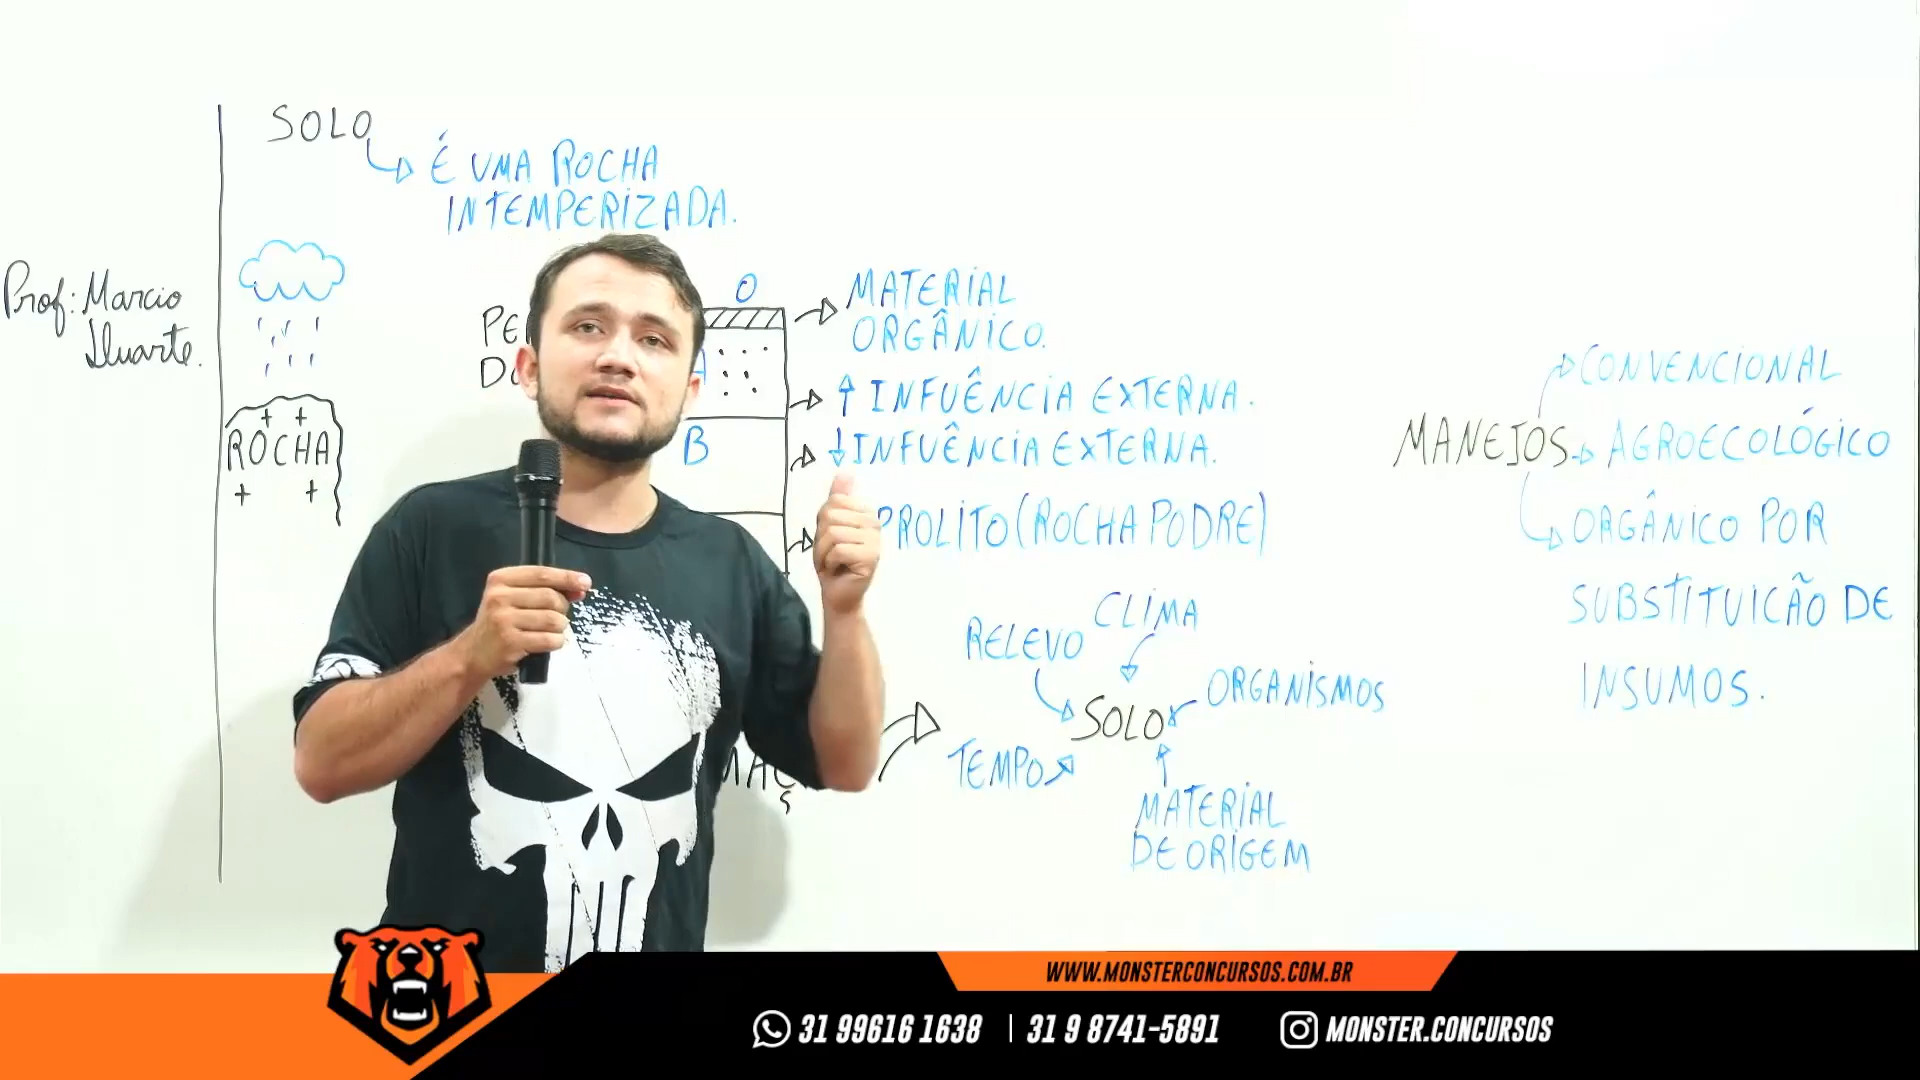 SOLO
É UMA ROCHA
INTEMPERIZADA.
Prof: Marcio
Duarte.
ROCHA
O
B
MATERIAL
ORGÂNICO.
INFUÊNCIA EXTERNA.
INFUÊNCIA EXTERNA.
PROLITO (ROCHA PODRE)
RELEVO
CLIMA
ORGANISMOS
SOLO
TEMPO
MATERIAL
DE ORIGEM
MANEJOS
CONVENCIONAL
AGROECOLÓGICO
ORGÂNICO POR
SUBSTITUICÃO DE
INSUMOS.
WWW.MONSTERCONCURSOS.COM.BR
31 99616 1638 | 31 9 8741-5891 MONSTER.CONCURSOS